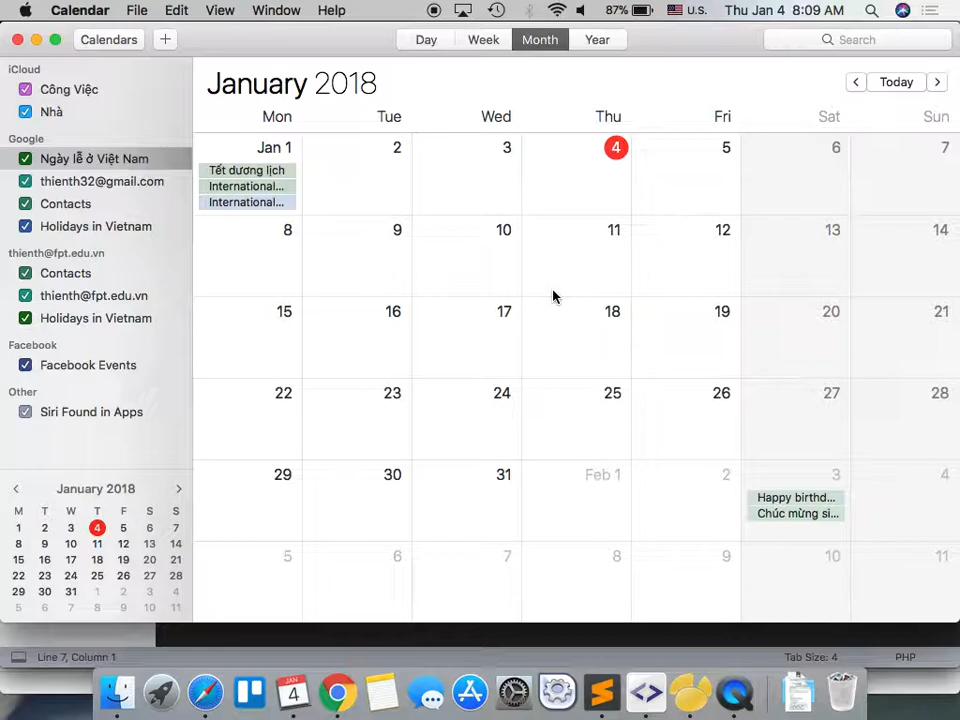 Calendar File Edit View Window Help 87% U.S. Thu Jan 4 8:09 AM
Calendars + Day Week Month Year Search
iCloud
Công Việc
Nhà
Google
Ngày lễ ở Việt Nam
thienth32@gmail.com
Contacts
Holidays in Vietnam
thienth@fpt.edu.vn
Contacts
thienth@fpt.edu.vn
Holidays in Vietnam
Facebook
Facebook Events
Other
Siri Found in Apps
January 2018
M T W T F S S
1 2 3 4 5 6 7
8 9 10 11 12 13 14
15 16 17 18 19 20 21
22 23 24 25 26 27 28
29 30 31 1 2 3 4
5 6 7 8 9 10 11
January 2018
< Today >
Mon Tue Wed Thu Fri Sat Sun
Jan 1 2 3 4 5 6 7
Tết dương lịch
International...
International...
8 9 10 11 12 13 14
15 16 17 18 19 20 21
22 23 24 25 26 27 28
29 30 31 Feb 1 2 3 4
Happy birthd...
Chúc mừng si...
5 6 7 8 9 10 11
Line 7, Column 1 Tab Size: 4 PHP
JAN
4